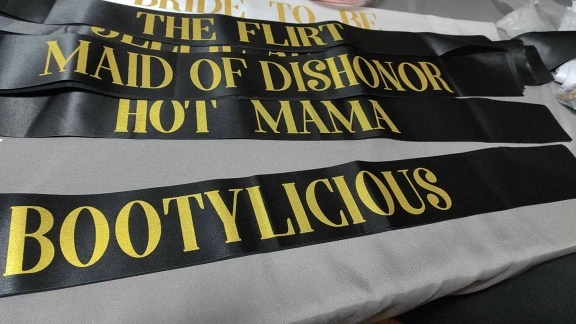 BRIDE TO BE
THE FLIRT
MAID OF DISHONOR
HOT MAMA
BOOTYLICIOUS